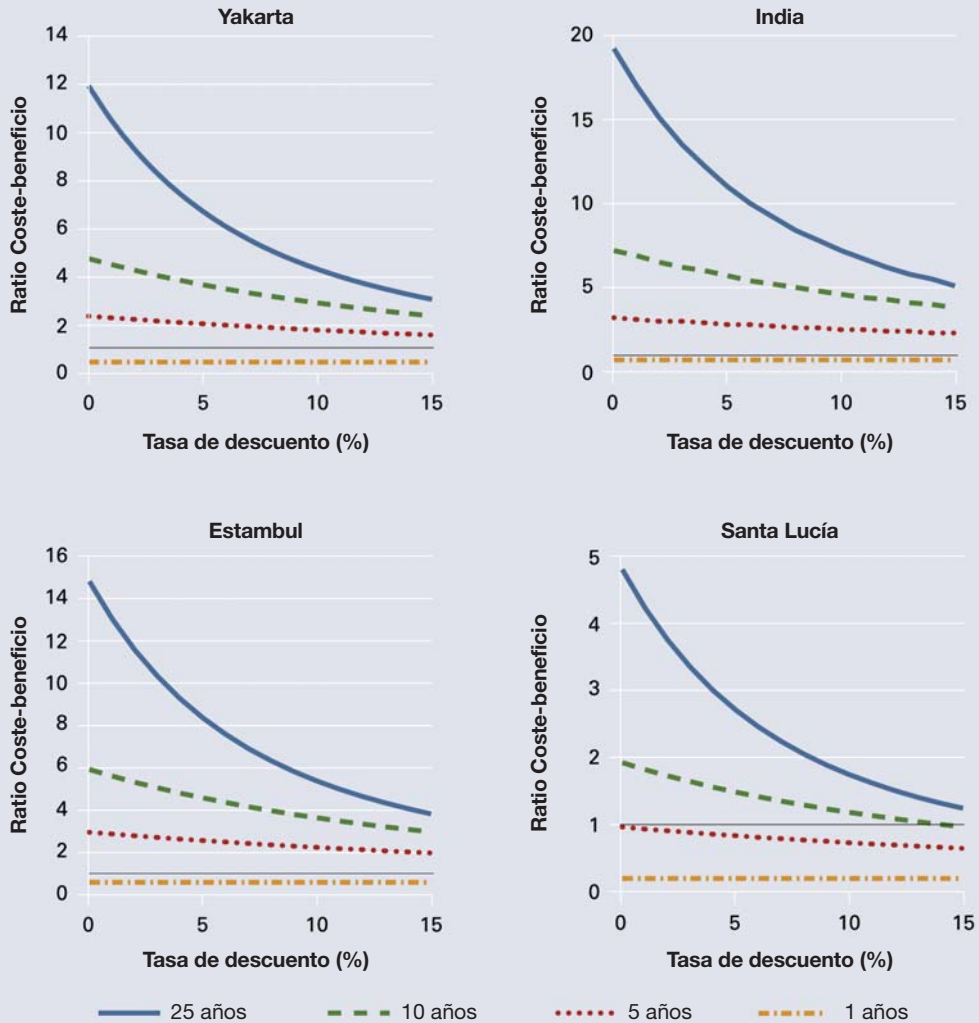 Yakarta
14
12
10
8
6
4
2
0
0 5 10 15
Ratio Coste-beneficio
Tasa de descuento (%)
India
20
15
10
5
0
0 5 10 15
Ratio Coste-beneficio
Tasa de descuento (%)
Estambul
16
14
12
10
8
6
4
2
0
0 5 10 15
Ratio Coste-beneficio
Tasa de descuento (%)
Santa Lucía
5
4
3
2
1
0
0 5 10 15
Ratio Coste-beneficio
Tasa de descuento (%)
25 años 10 años 5 años 1 años